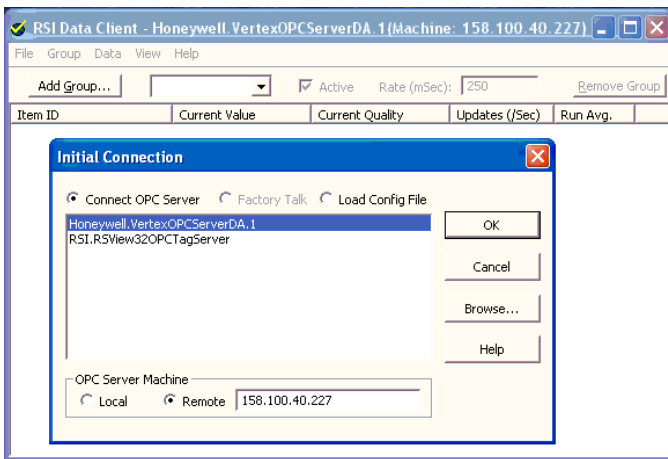 RSI Data Client - Honeywell.VertexOPCServerDA.1(Machine: 158.100.40.227)
File Group Data View Help
Add Group... Active Rate (mSec): 250 Remove Group
Item ID Current Value Current Quality Updates (/Sec) Run Avg.
Initial Connection
Connect OPC Server Factory Talk Load Config File
Honeywell.VertexOPCServerDA.1
RSI.RSView32OPCTagServer
OK
Cancel
Browse...
Help
OPC Server Machine
Local Remote 158.100.40.227